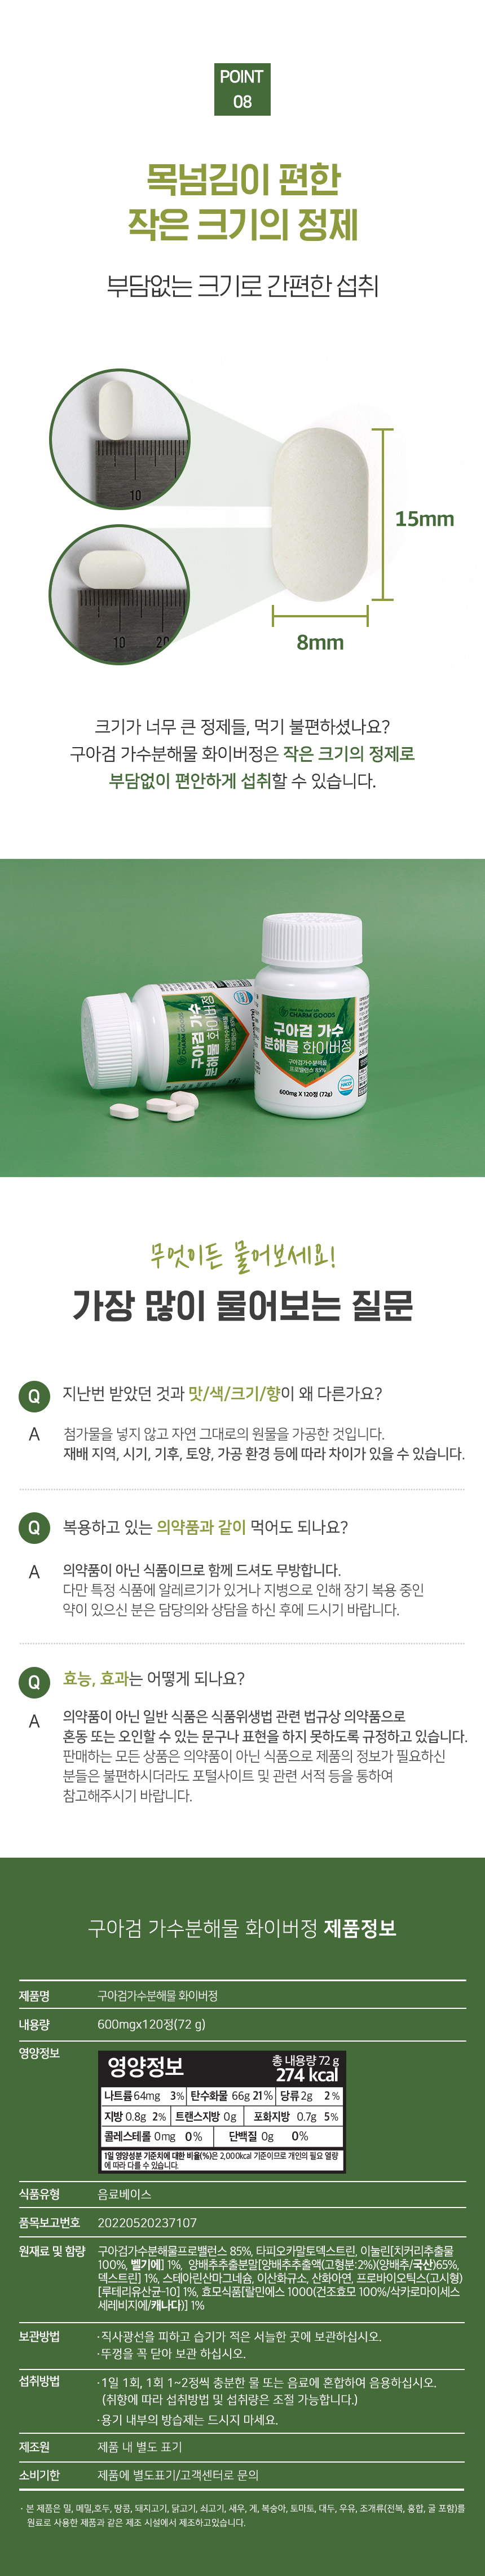 POINT
08
목넘김이 편한
작은 크기의 정제
부담없는 크기로 간편한 섭취
10
15mm
10
20
8mm
크기가 너무 큰 정제들, 먹기 불편하셨나요?
구아검 가수분해물 화이버정은 작은 크기의 정제로
부담없이 편안하게 섭취할 수 있습니다.
CHARM GOODS
구아검 가수
분해물 화이버정
구아검가수분해물
프로밸런스 85%
600mg X 120정 (72g)
HACCP
구아검 가수
분해물 화이버정
무엇이든 물어보세요!
가장 많이 물어보는 질문
Q 지난번 받았던 것과 맛/색/크기/향이 왜 다른가요?
A 첨가물을 넣지 않고 자연 그대로의 원물을 가공한 것입니다.
재배 지역, 시기, 기후, 토양, 가공 환경 등에 따라 차이가 있을 수 있습니다.
Q 복용하고 있는 의약품과 같이 먹어도 되나요?
A 의약품이 아닌 식품이므로 함께 드셔도 무방합니다.
다만 특정 식품에 알레르기가 있거나 지병으로 인해 장기 복용 중인
약이 있으신 분은 담당의와 상담을 하신 후에 드시기 바랍니다.
Q 효능, 효과는 어떻게 되나요?
A 의약품이 아닌 일반 식품은 식품위생법 관련 법규상 의약품으로
혼동 또는 오인할 수 있는 문구나 표현을 하지 못하도록 규정하고 있습니다.
판매하는 모든 상품은 의약품이 아닌 식품으로 제품의 정보가 필요하신
분들은 불편하시더라도 포털사이트 및 관련 서적 등을 통하여
참고해주시기 바랍니다.
구아검 가수분해물 화이버정 제품정보
제품명 구아검가수분해물 화이버정
내용량 600mgx120정(72 g)
영양정보
영양정보 총 내용량 72 g
274 kcal
나트륨 64mg 3% 탄수화물 66g 21% 당류 2g 2%
지방 0.8g 2% 트랜스지방 0g 포화지방 0.7g 5%
콜레스테롤 0mg 0% 단백질 0g 0%
1일 영양성분 기준치에 대한 비율(%)은 2,000kcal 기준이므로 개인의 필요 열량
에 따라 다를 수 있습니다.
식품유형 음료베이스
품목보고번호 20220520237107
원재료 및 함량 구아검가수분해물프로밸런스 85%, 타피오카말토덱스트린, 이눌린[치커리추출물
100%, 벨기에] 1%, 양배추추출분말[양배추추출액(고형분:2%)(양배추/국산)65%,
덱스트린] 1%, 스테아린산마그네슘, 이산화규소, 산화아연, 프로바이오틱스(고시형)
[루테리유산균-10] 1%, 효모식품[랄민에스 1000(건조효모 100%/삭카로마이세스
세레비지에/캐나다)] 1%
보관방법 ·직사광선을 피하고 습기가 적은 서늘한 곳에 보관하십시오.
·뚜껑을 꼭 닫아 보관 하십시오.
섭취방법 ·1일 1회, 1회 1~2정씩 충분한 물 또는 음료에 혼합하여 음용하십시오.
(취향에 따라 섭취방법 및 섭취량은 조절 가능합니다.)
·용기 내부의 방습제는 드시지 마세요.
제조원 제품 내 별도 표기
소비기한 제품에 별도표기/고객센터로 문의
· 본 제품은 밀, 메밀,호두, 땅콩, 돼지고기, 닭고기, 쇠고기, 새우, 게, 복숭아, 토마토, 대두, 우유, 조개류(전복, 홍합, 굴 포함)를
원료로 사용한 제품과 같은 제조 시설에서 제조하고있습니다.